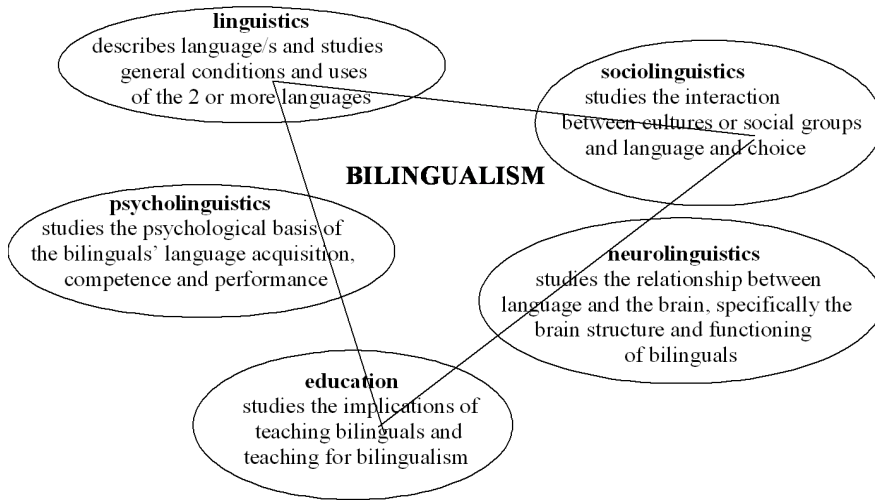 linguistics
describes language/s and studies
general conditions and uses
of the 2 or more languages
sociolinguistics
studies the interaction
between cultures or social groups
and language and choice
BILINGUALISM
psycholinguistics
studies the psychological basis of
the bilinguals’ language acquisition,
competence and performance
neurolinguistics
studies the relationship between
language and the brain, specifically the
brain structure and functioning
of bilinguals
education
studies the implications of
teaching bilinguals and
teaching for bilingualism